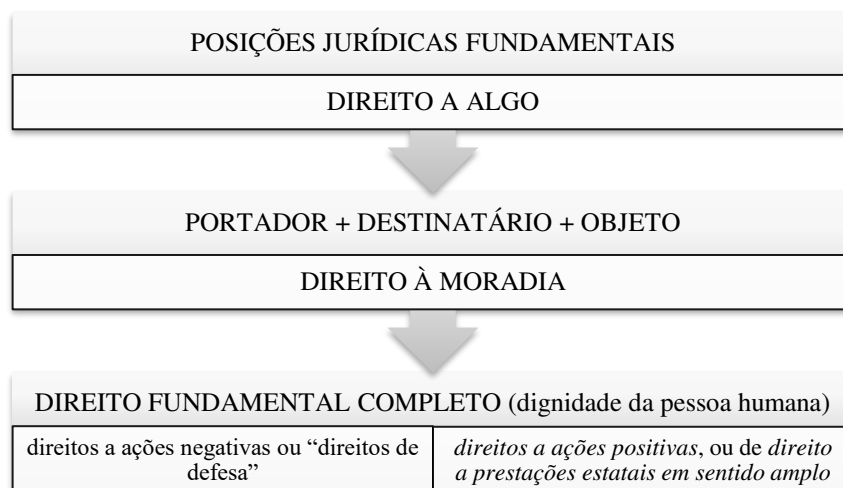 POSIÇÕES JURÍDICAS FUNDAMENTAIS
DIREITO A ALGO
PORTADOR + DESTINATÁRIO + OBJETO
DIREITO À MORADIA
DIREITO FUNDAMENTAL COMPLETO (dignidade da pessoa humana)
direitos a ações negativas ou “direitos de
defesa”
direitos a ações positivas, ou de direito
a prestações estatais em sentido amplo